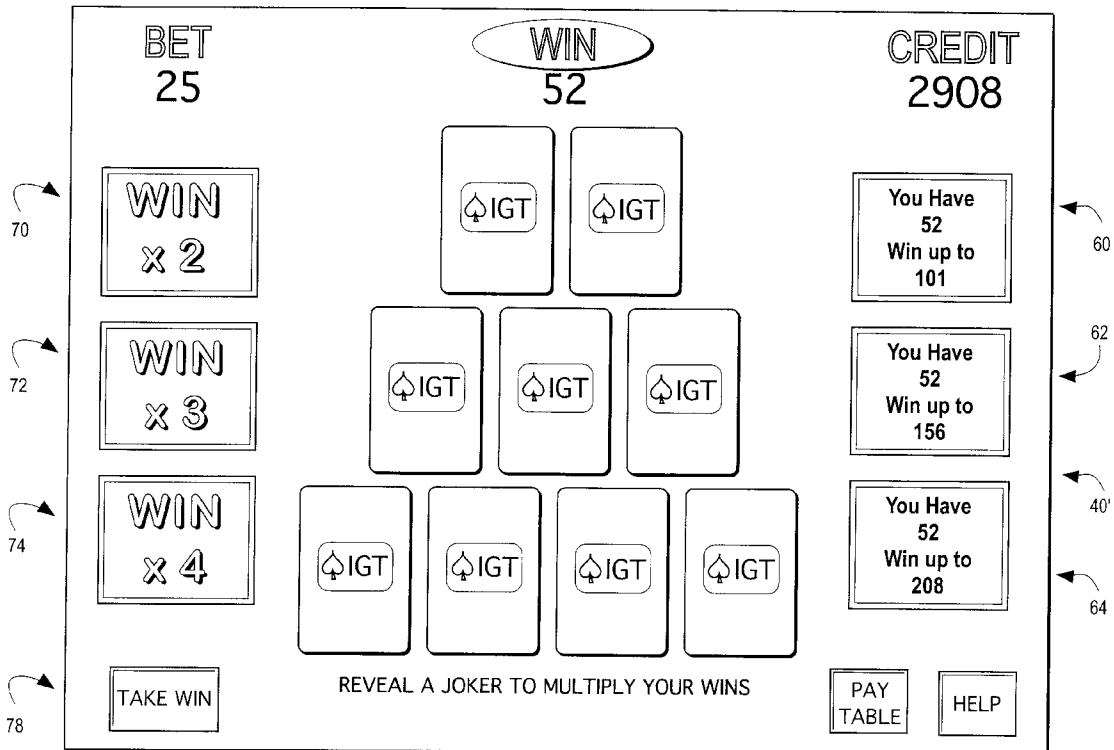 BET
25
WIN
52
CREDIT
2908
IGT IGT
70
WIN
x 2
You Have
52
Win up to
101
60
72
WIN
x 3
IGT IGT IGT
You Have
52
Win up to
156
62
74
WIN
x 4
IGT IGT IGT IGT
You Have
52
Win up to
208
40'
64
78
TAKE WIN
REVEAL A JOKER TO MULTIPLY YOUR WINS
PAY
TABLE
HELP